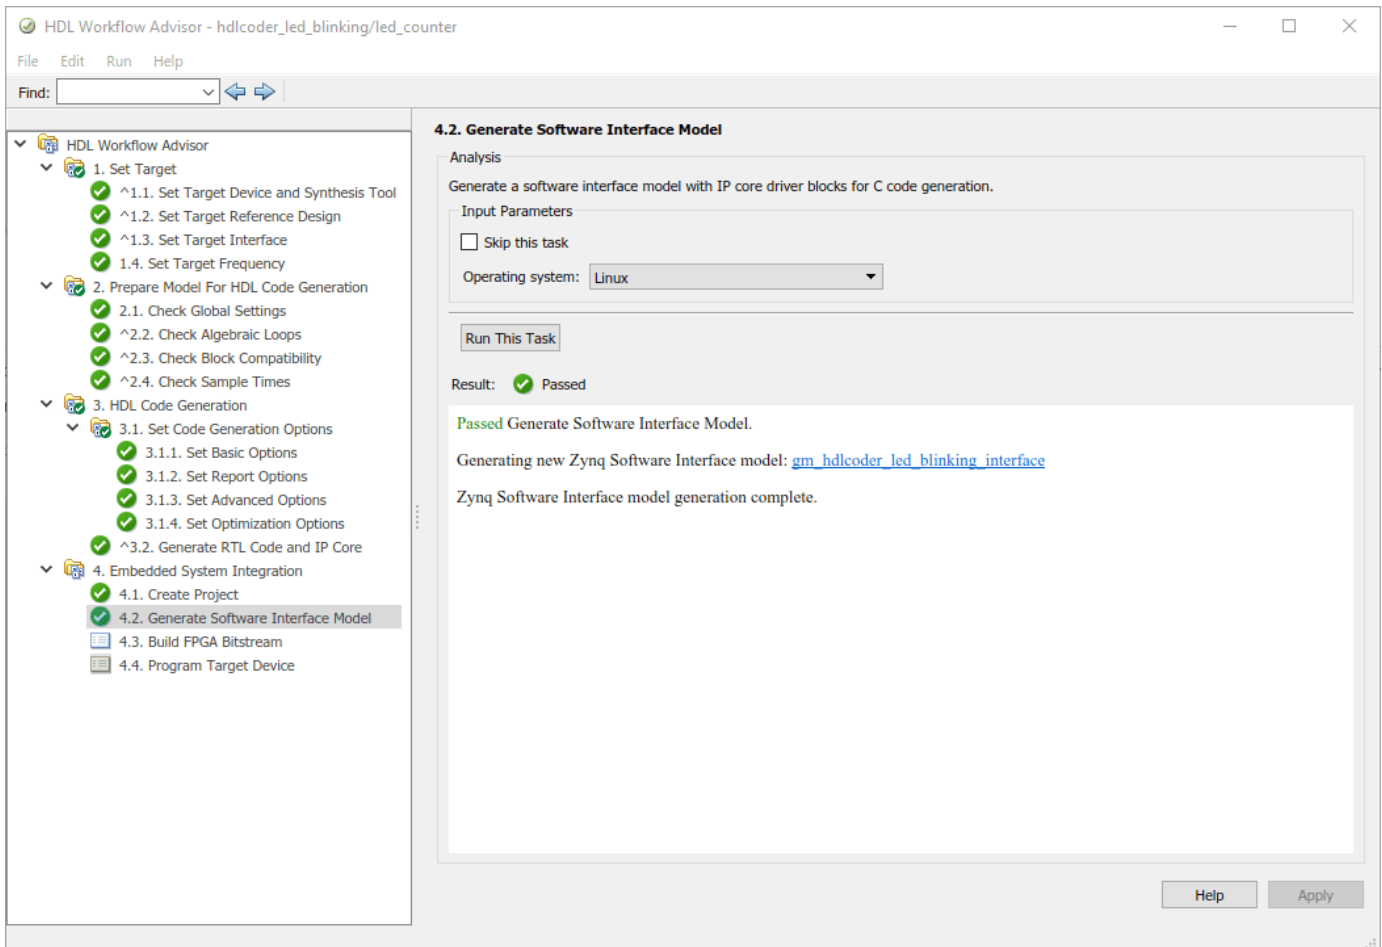 HDL Workflow Advisor - hdlcoder_led_blinking/led_counter
File Edit Run Help
Find:
HDL Workflow Advisor
1. Set Target
^1.1. Set Target Device and Synthesis Tool
^1.2. Set Target Reference Design
^1.3. Set Target Interface
1.4. Set Target Frequency
2. Prepare Model For HDL Code Generation
2.1. Check Global Settings
^2.2. Check Algebraic Loops
^2.3. Check Block Compatibility
^2.4. Check Sample Times
3. HDL Code Generation
3.1. Set Code Generation Options
3.1.1. Set Basic Options
3.1.2. Set Report Options
3.1.3. Set Advanced Options
3.1.4. Set Optimization Options
^3.2. Generate RTL Code and IP Core
4. Embedded System Integration
4.1. Create Project
4.2. Generate Software Interface Model
4.3. Build FPGA Bitstream
4.4. Program Target Device
4.2. Generate Software Interface Model
Analysis
Generate a software interface model with IP core driver blocks for C code generation.
Input Parameters
Skip this task
Operating system: Linux
Run This Task
Result: Passed
Passed Generate Software Interface Model.
Generating new Zynq Software Interface model: gm_hdlcoder_led_blinking_interface
Zynq Software Interface model generation complete.
Help Apply